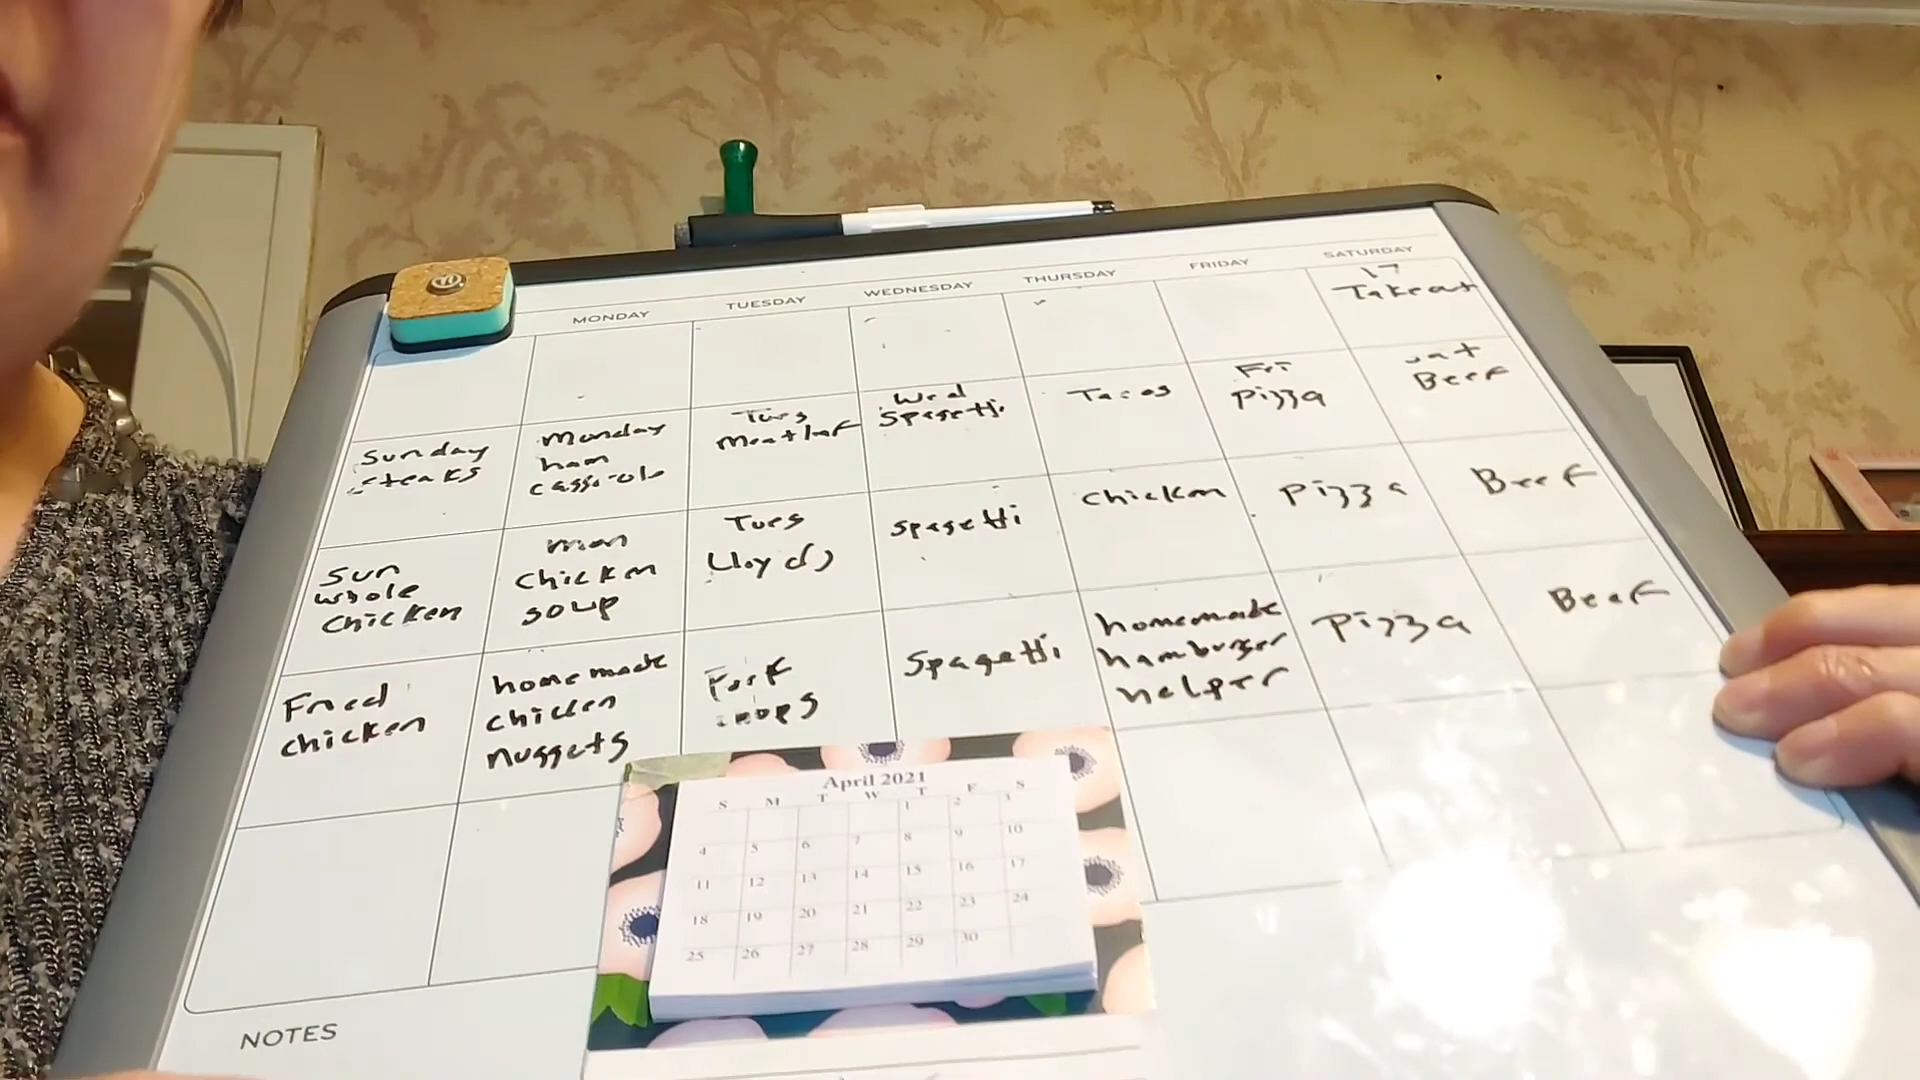 MONDAY TUESDAY WEDNESDAY THURSDAY FRIDAY SATURDAY
17
Takeout
Sunday
steaks
Monday
ham
Tues
meatloaf
Wed
Spagetti
Tacos
Fri
Pizza
Beef
Sun
whole
Chicken
mon
chicken
soup
Tues
Lloyds
Spagetti
chicken
Pizza
Beef
Fried
chicken
homemade
chicken
nuggets
Pork
Spagetti
homemade
hamburger
helper
Pizza
Beef
April 2021
S M T W T F S
1 2 3
4 5 6 7 8 9 10
11 12 13 14 15 16 17
18 19 20 21 22 23 24
25 26 27 28 29 30
NOTES